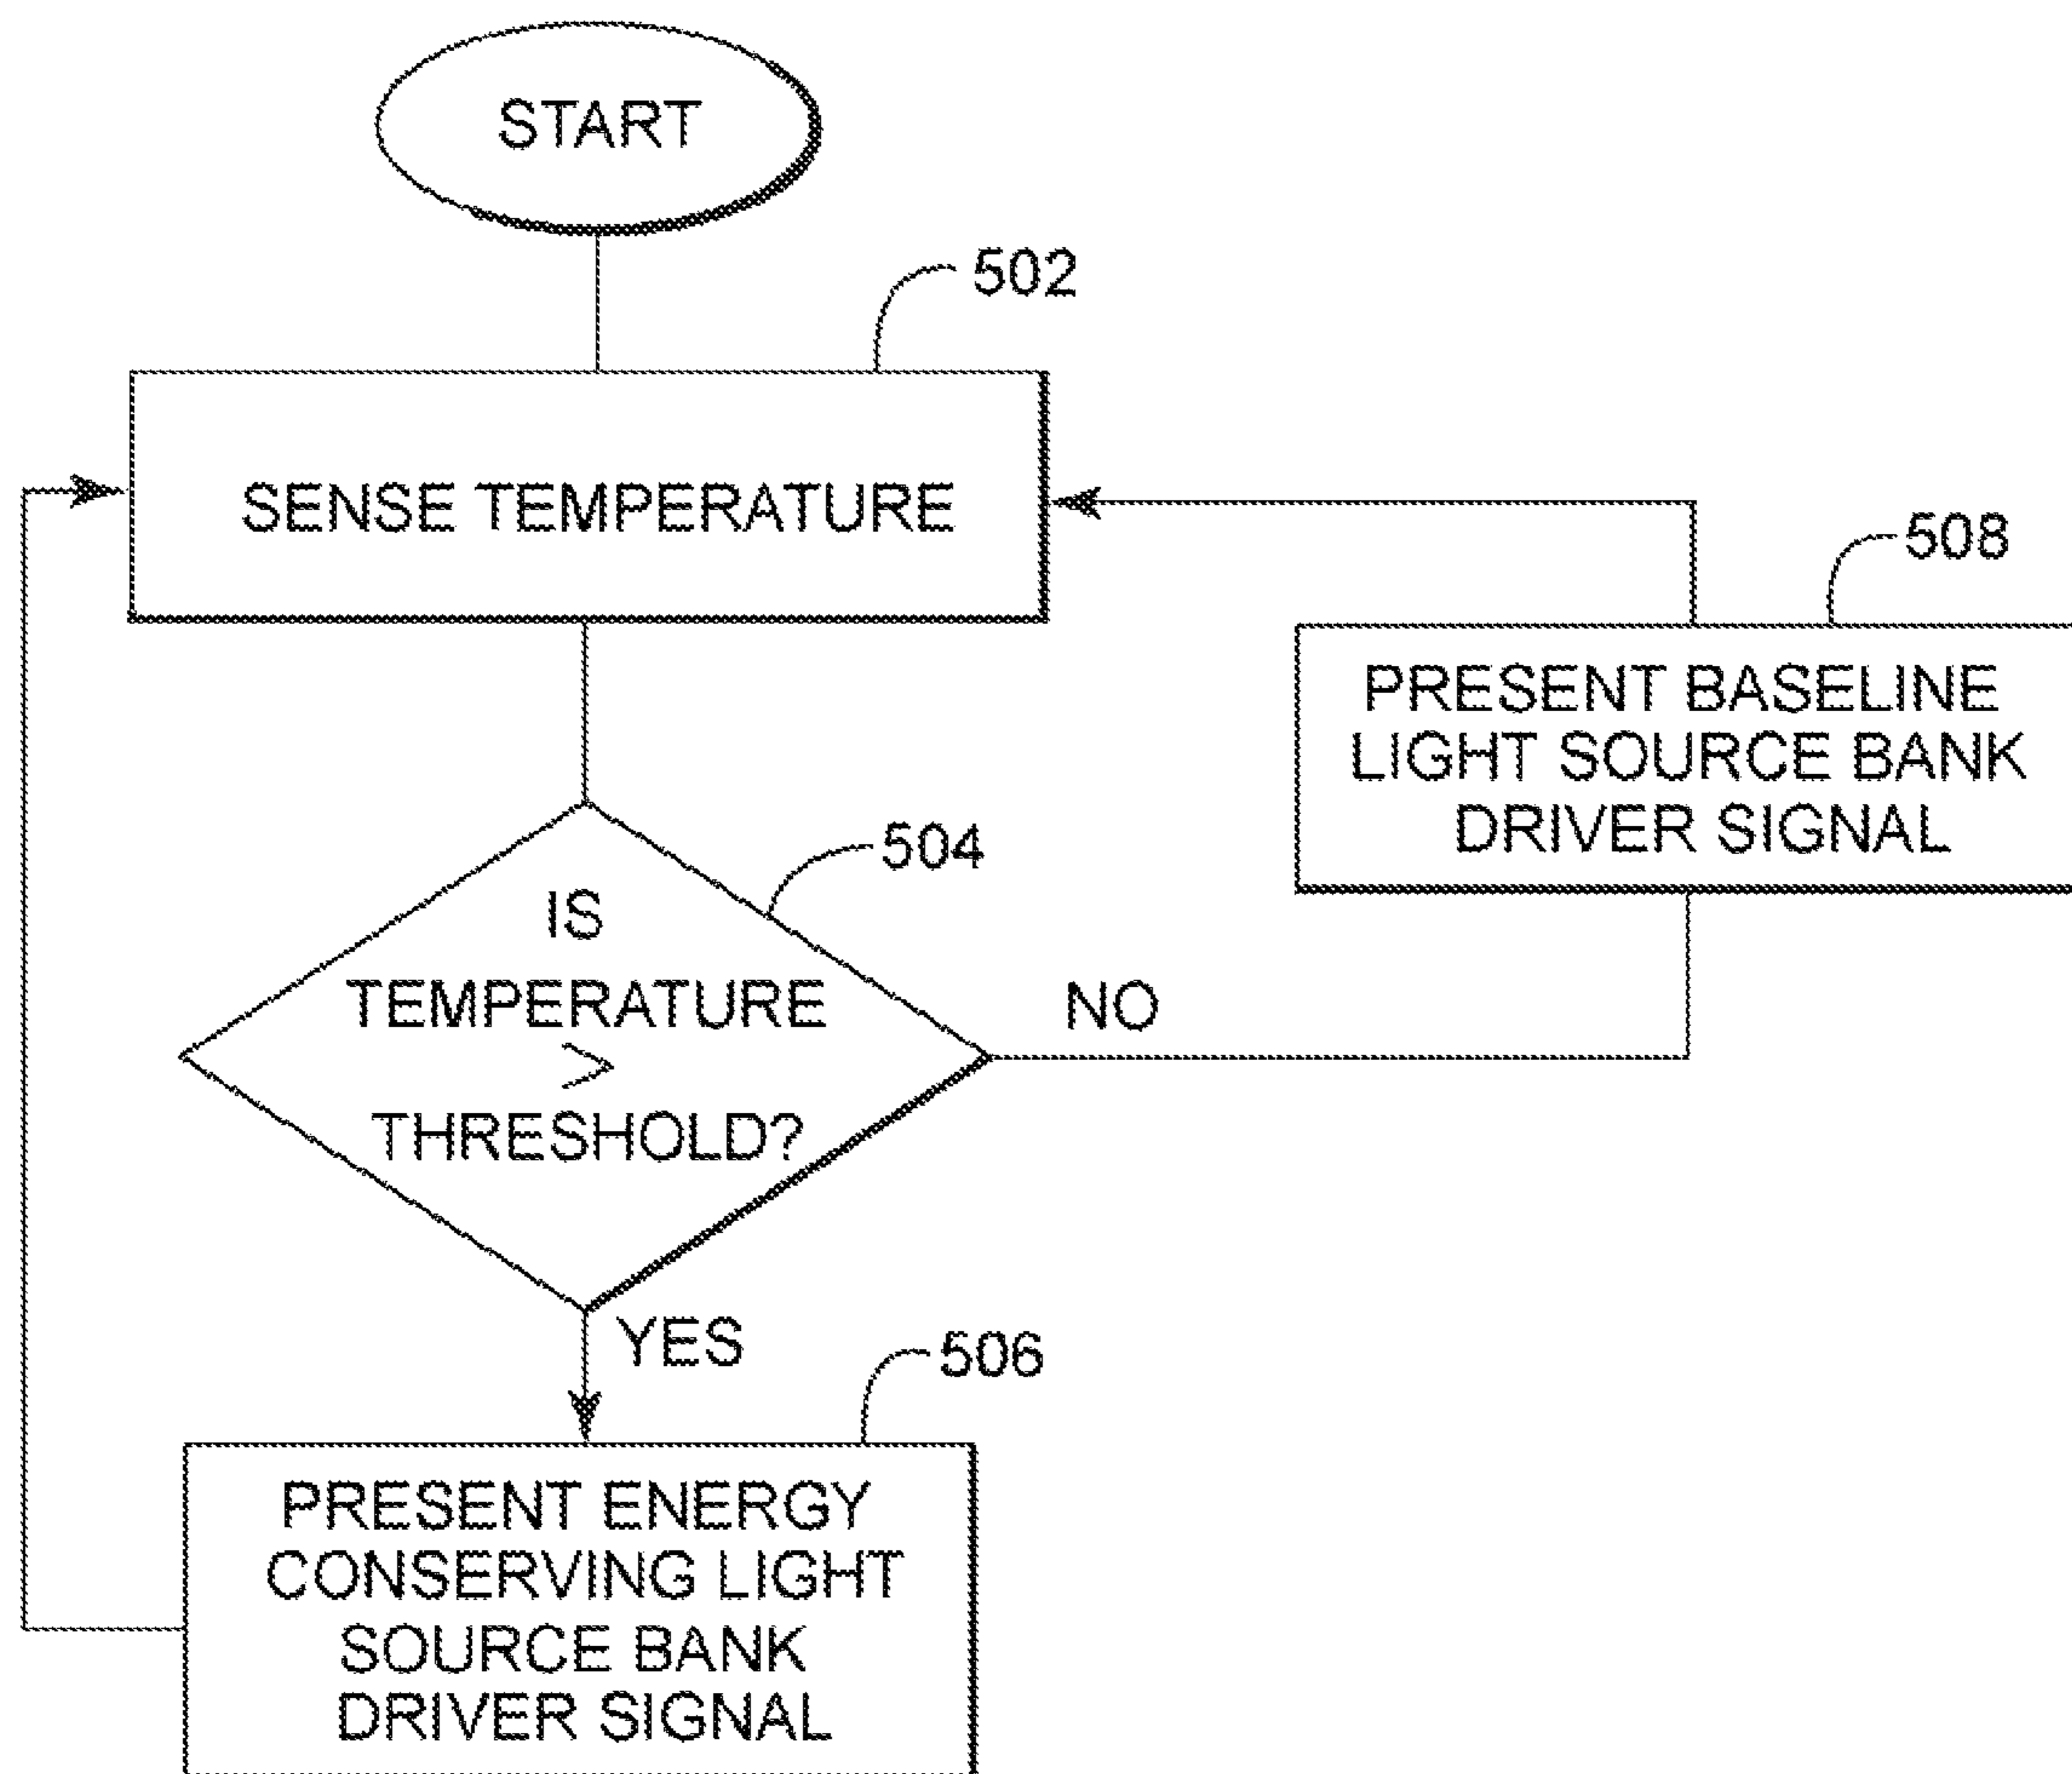 START
502
SENSE TEMPERATURE
508
PRESENT BASELINE
LIGHT SOURCE BANK
DRIVER SIGNAL
504
IS
TEMPERATURE
>
THRESHOLD?
NO
YES
506
PRESENT ENERGY
CONSERVING LIGHT
SOURCE BANK
DRIVER SIGNAL